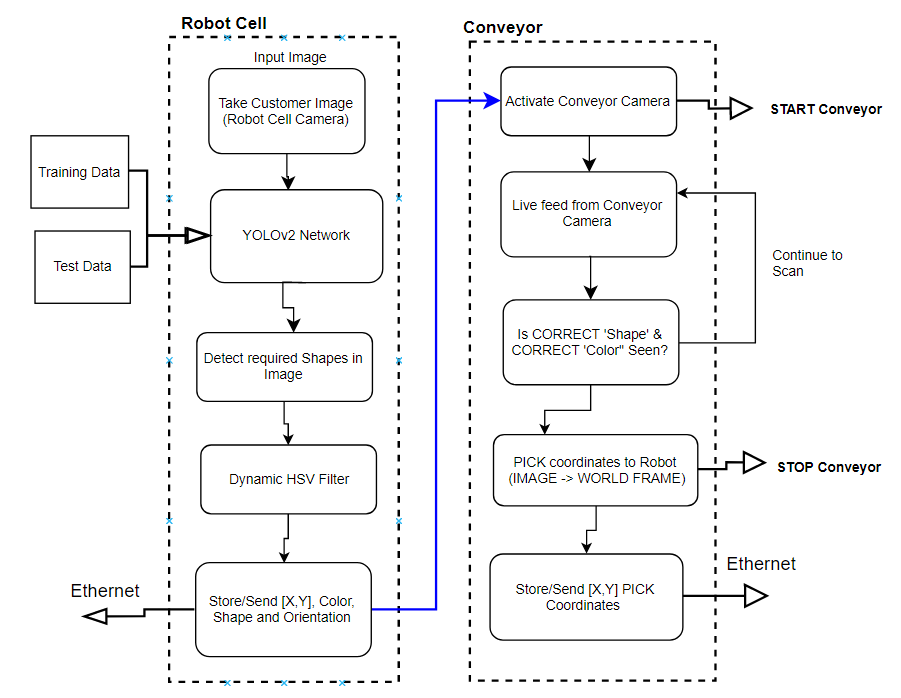 Robot Cell
Input Image
Take Customer Image
(Robot Cell Camera)
Training Data
Test Data
YOLOv2 Network
Detect required Shapes in
Image
Dynamic HSV Filter
Ethernet
Store/Send [X,Y], Color,
Shape and Orientation
Conveyor
Activate Conveyor Camera
START Conveyor
Live feed from Conveyor
Camera
Continue to
Scan
Is CORRECT 'Shape' &
CORRECT 'Color" Seen?
PICK coordinates to Robot
(IMAGE -> WORLD FRAME)
STOP Conveyor
Ethernet
Store/Send [X,Y] PICK
Coordinates